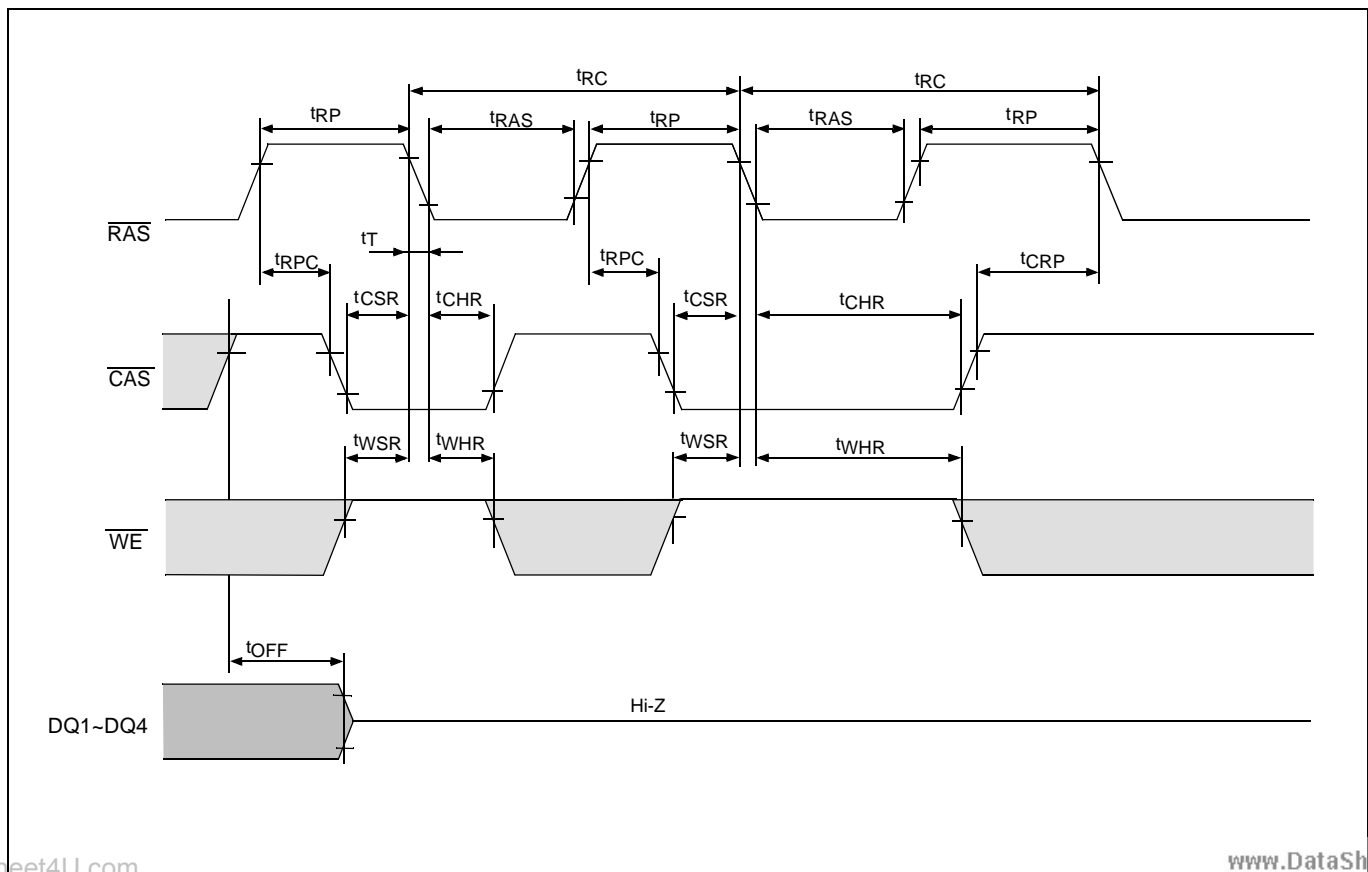 tRC tRC
tRP tRAS tRP tRAS tRP
RAS
tT
tRPC tRPC tCRP
tCSR tCHR tCSR tCHR
CAS
tWSR tWHR tWSR tWHR
WE
tOFF
Hi-Z
DQ1~DQ4
www.DataSh
eet4U.com